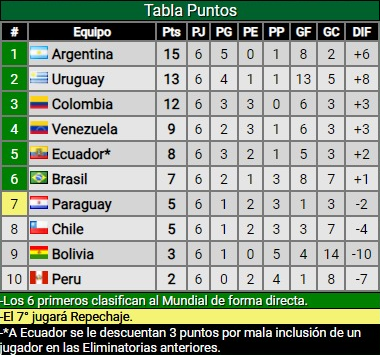 Tabla Puntos
# Equipo Pts PJ PG PE PP GF GC DIF
1 Argentina 15 6 5 0 1 8 2 +6
2 Uruguay 13 6 4 1 1 13 5 +8
3 Colombia 12 6 3 3 0 6 3 +3
4 Venezuela 9 6 2 3 1 6 3 +3
5 Ecuador* 8 6 3 2 1 5 3 +2
6 Brasil 7 6 2 1 3 8 7 +1
7 Paraguay 5 6 1 2 3 1 3 -2
8 Chile 5 6 1 2 3 3 7 -4
9 Bolivia 3 6 1 0 5 4 14 -10
10 Peru 2 6 0 2 4 1 8 -7
-Los 6 primeros clasifican al Mundial de forma directa.
-El 7° jugará Repechaje.
-*A Ecuador se le descuentan 3 puntos por mala inclusión de un
jugador en las Eliminatorias anteriores.